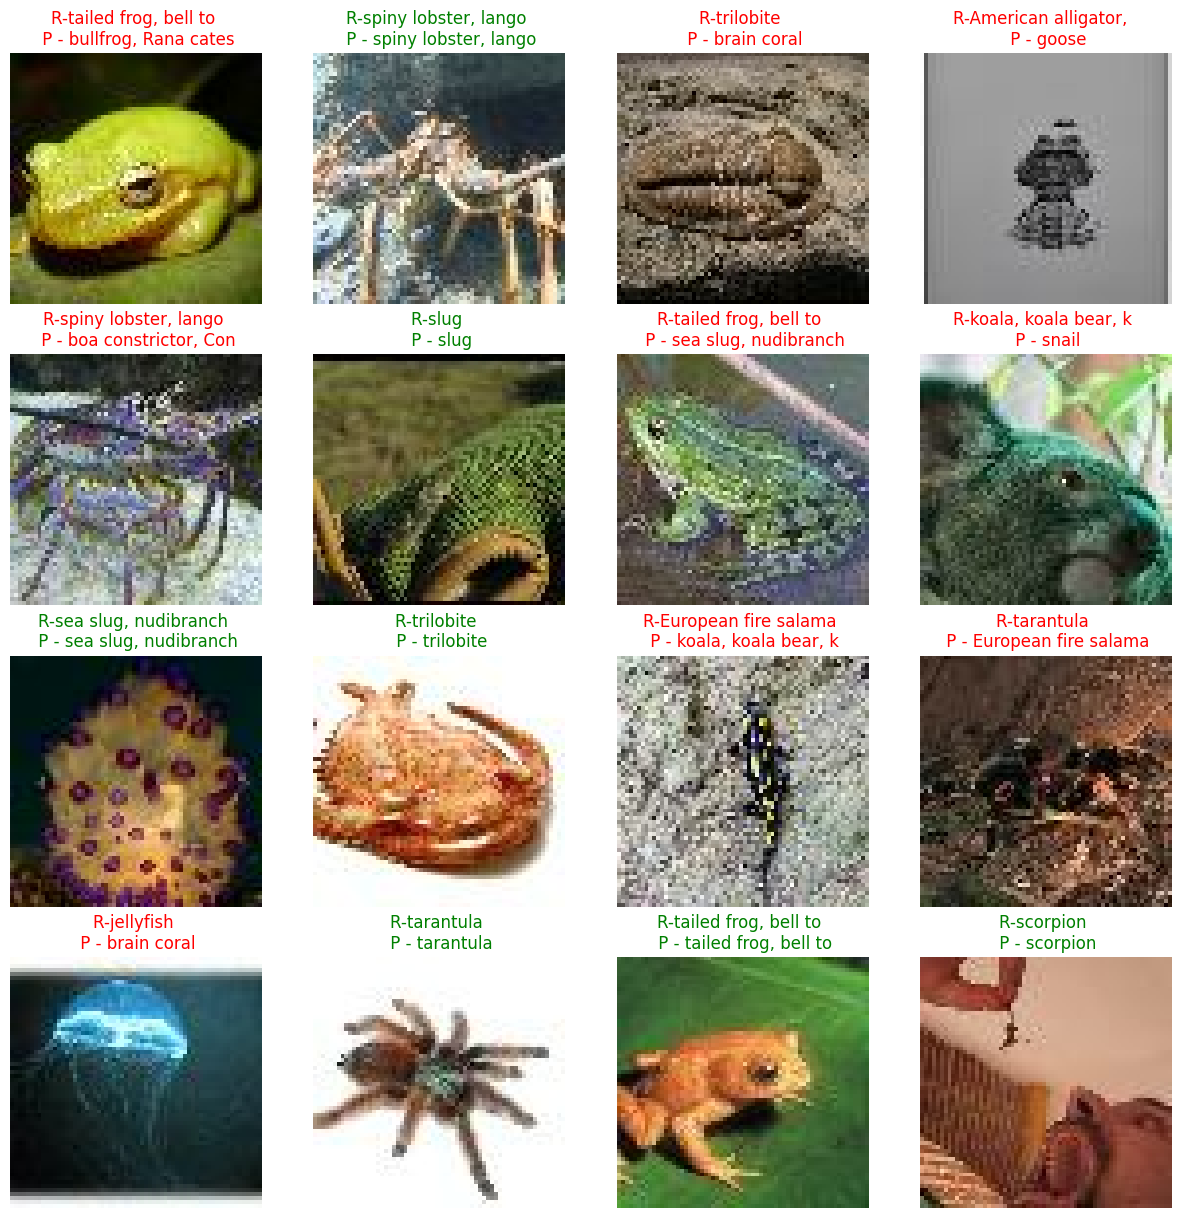 R-tailed frog, bell to
P - bullfrog, Rana cates
R-spiny lobster, lango
P - spiny lobster, lango
R-trilobite
P - brain coral
R-American alligator,
P - goose
R-spiny lobster, lango
P - boa constrictor, Con
R-slug
P - slug
R-tailed frog, bell to
P - sea slug, nudibranch
R-koala, koala bear, k
P - snail
R-sea slug, nudibranch
P - sea slug, nudibranch
R-trilobite
P - trilobite
R-European fire salama
P - koala, koala bear, k
R-tarantula
P - European fire salama
R-jellyfish
P - brain coral
R-tarantula
P - tarantula
R-tailed frog, bell to
P - tailed frog, bell to
R-scorpion
P - scorpion